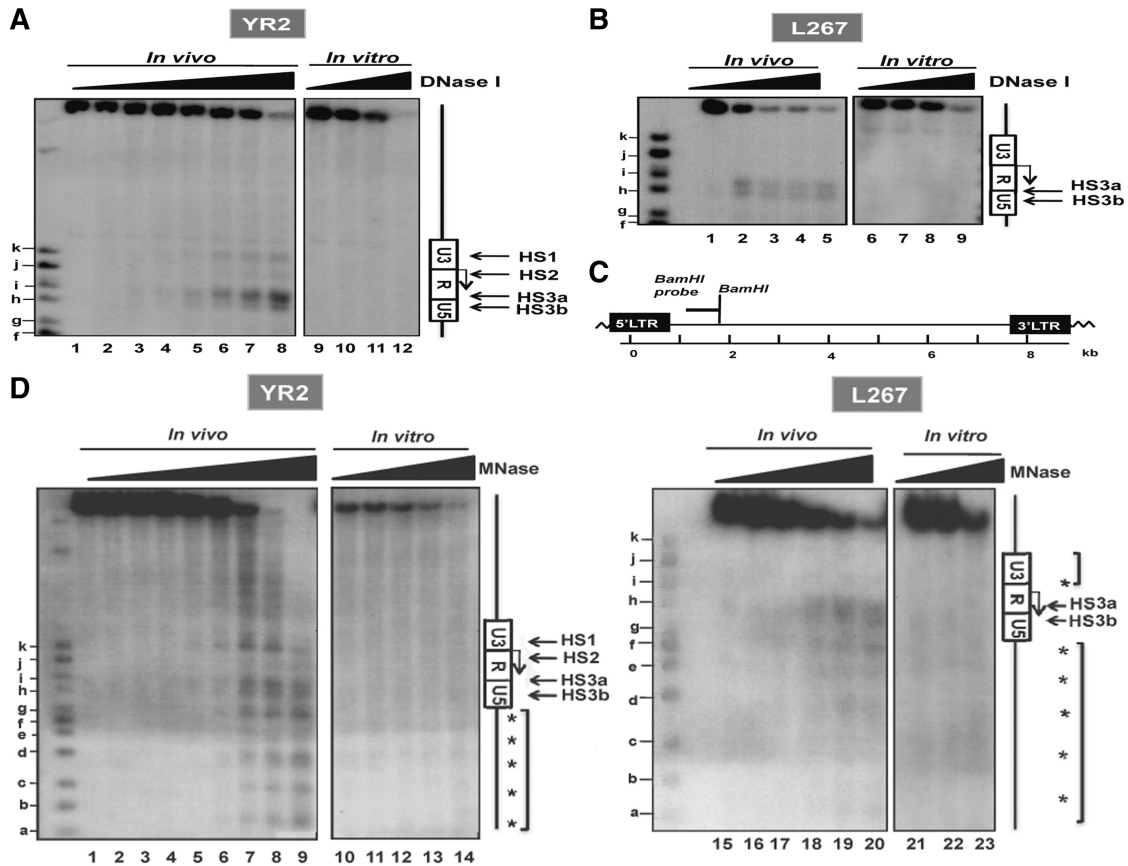 A
YR2
In vivo
In vitro
DNase I
k
j
i
h
g
f
U3
R
U5
HS1
HS2
HS3a
HS3b
1 2 3 4 5 6 7 8 9 10 11 12
B
L267
In vivo
In vitro
DNase I
k
j
i
h
g
f
U3
R
U5
HS3a
HS3b
1 2 3 4 5 6 7 8 9
C
BamHI
probe
BamHI
5'LTR
3'LTR
0 2 4 6 8 kb
D
YR2
In vivo
In vitro
MNase
k
j
i
h
g
f
e
d
c
b
a
U3
R
U5
HS1
HS2
HS3a
HS3b
*
*
*
*
*
1 2 3 4 5 6 7 8 9 10 11 12 13 14
L267
In vivo
In vitro
MNase
k
j
i
h
g
f
e
d
c
b
a
U3
R
U5
*
HS3a
HS3b
*
*
*
*
*
15 16 17 18 19 20 21 22 23